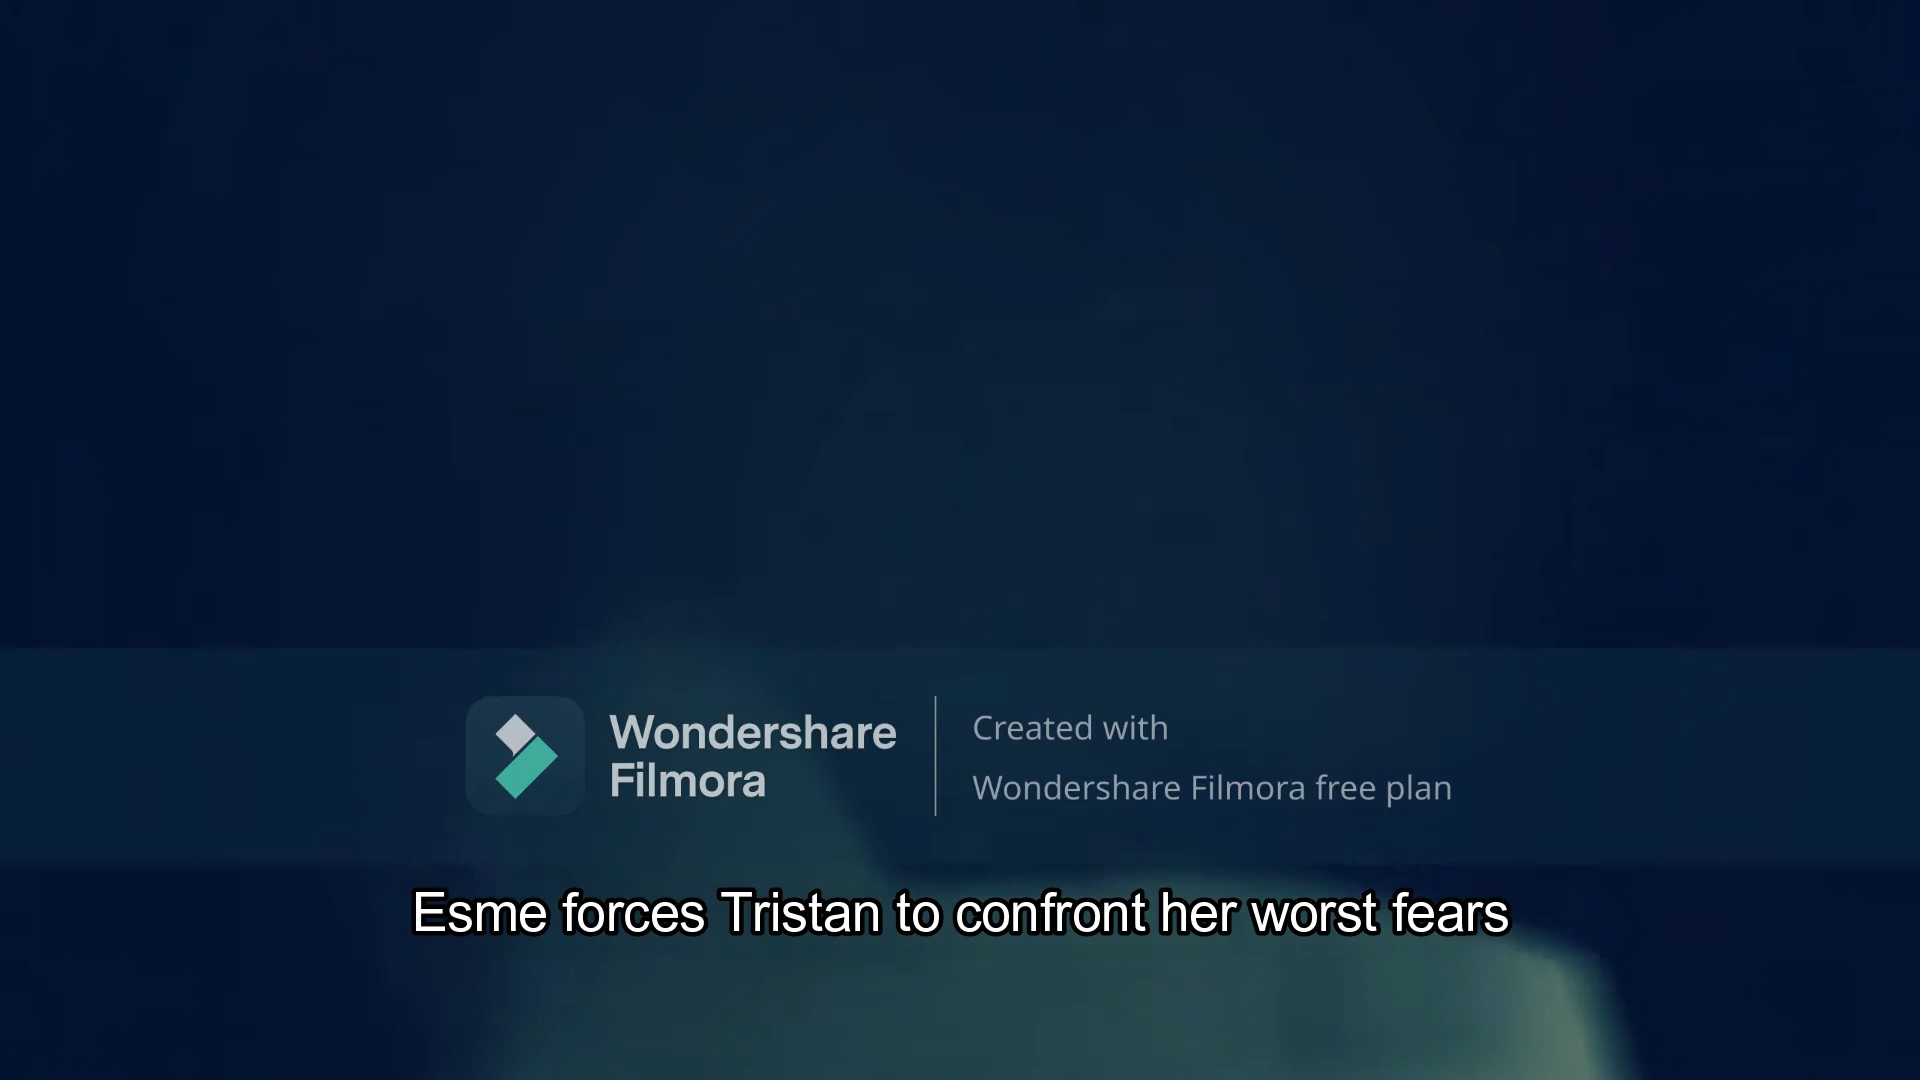 Wondershare
Filmora
Created with
Wondershare Filmora free plan
Esme forces Tristan to confront her worst fears